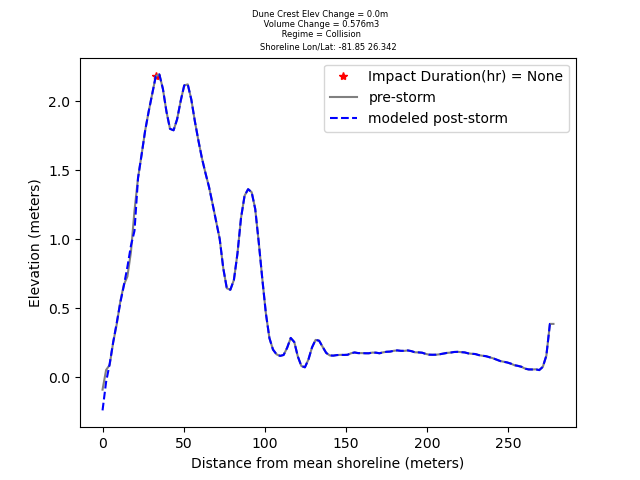 Dune Crest Elev Change = 0.0m
Volume Change = 0.576m3
Regime = Collision
Shoreline Lon/Lat: -81.85 26.342
Impact Duration(hr) = None
pre-storm
modeled post-storm
2.0
1.5
1.0
0.5
0.0
Elevation (meters)
0 50 100 150 200 250
Distance from mean shoreline (meters)